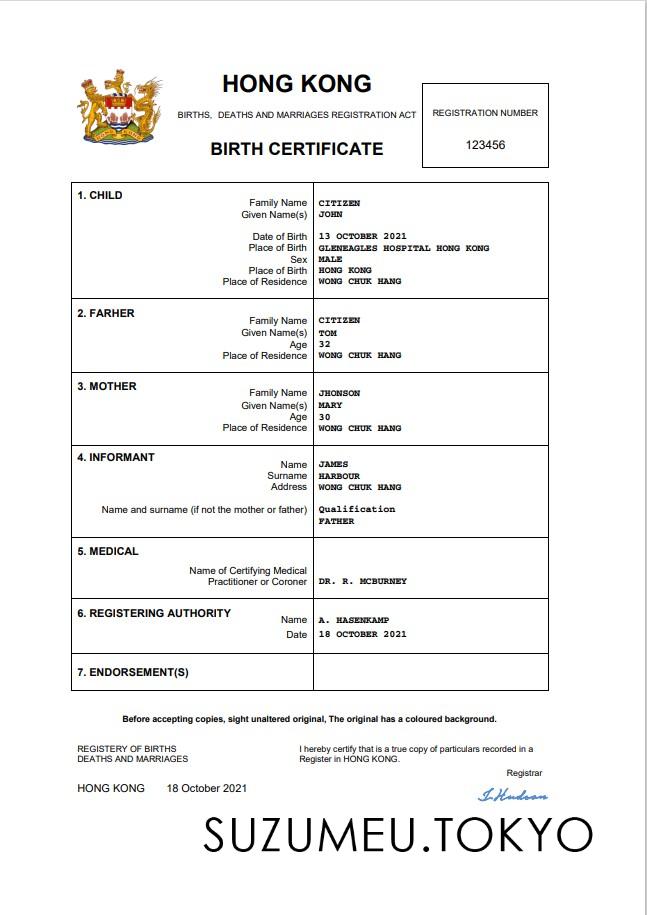 HONG KONG
BIRTHS, DEATHS AND MARRIAGES REGISTRATION ACT
BIRTH CERTIFICATE
REGISTRATION NUMBER
123456
1. CHILD
Family Name CITIZEN
Given Name(s) JOHN
Date of Birth 13 OCTOBER 2021
Place of Birth GLENEAGLES HOSPITAL HONG KONG
Sex MALE
Place of Birth HONG KONG
Place of Residence WONG CHUK HANG
2. FARHER
Family Name CITIZEN
Given Name(s) TOM
Age 32
Place of Residence WONG CHUK HANG
3. MOTHER
Family Name JHONSON
Given Name(s) MARY
Age 30
Place of Residence WONG CHUK HANG
4. INFORMANT
Name JAMES
Surname HARBOUR
Address WONG CHUK HANG
Name and surname (if not the mother or father) Qualification
FATHER
5. MEDICAL
Name of Certifying Medical
Practitioner or Coroner DR. R. MCBURNEY
6. REGISTERING AUTHORITY
Name A. HASENKAMP
Date 18 OCTOBER 2021
7. ENDORSEMENT(S)
Before accepting copies, sight unaltered original, The original has a coloured background.
REGISTERY OF BIRTHS
DEATHS AND MARRIAGES
I hereby certify that is a true copy of particulars recorded in a
Register in HONG KONG.
Registrar
HONG KONG 18 October 2021
I.Hudson
SUZUMEU.TOKYO